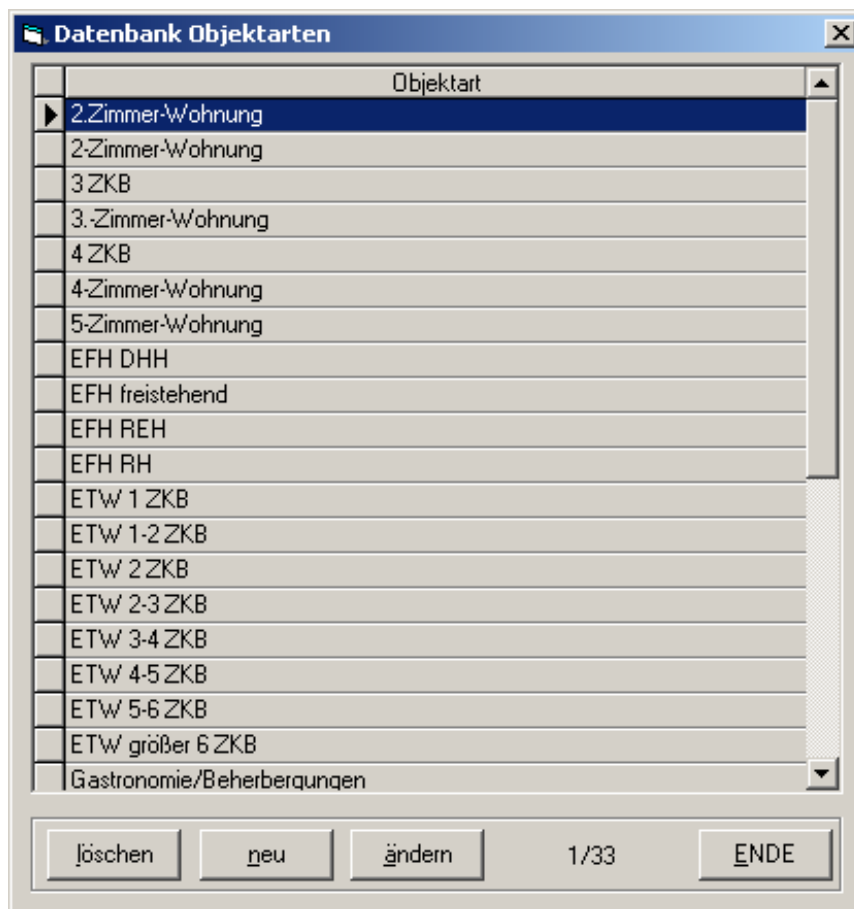 Datenbank Objektarten
Objektart
2.Zimmer-Wohnung
2-Zimmer-Wohnung
3 ZKB
3.-Zimmer-Wohnung
4 ZKB
4-Zimmer-Wohnung
5-Zimmer-Wohnung
EFH DHH
EFH freistehend
EFH REH
EFH RH
ETW 1 ZKB
ETW 1-2 ZKB
ETW 2 ZKB
ETW 2-3 ZKB
ETW 3-4 ZKB
ETW 4-5 ZKB
ETW 5-6 ZKB
ETW größer 6 ZKB
Gastronomie/Beherbergungen
löschen neu ändern 1/33 ENDE